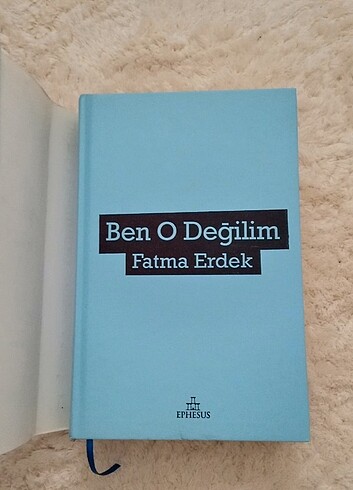 Ben O Değilim
Fatma Erdek
EPHESUS